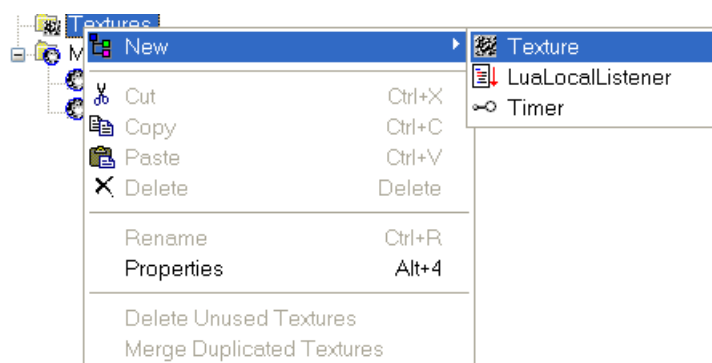 Textures
M
New
Texture
LuaLocalListener
Timer
Cut Ctrl+X
Copy Ctrl+C
Paste Ctrl+V
Delete Delete
Rename Ctrl+R
Properties Alt+4
Delete Unused Textures
Merge Duplicated Textures